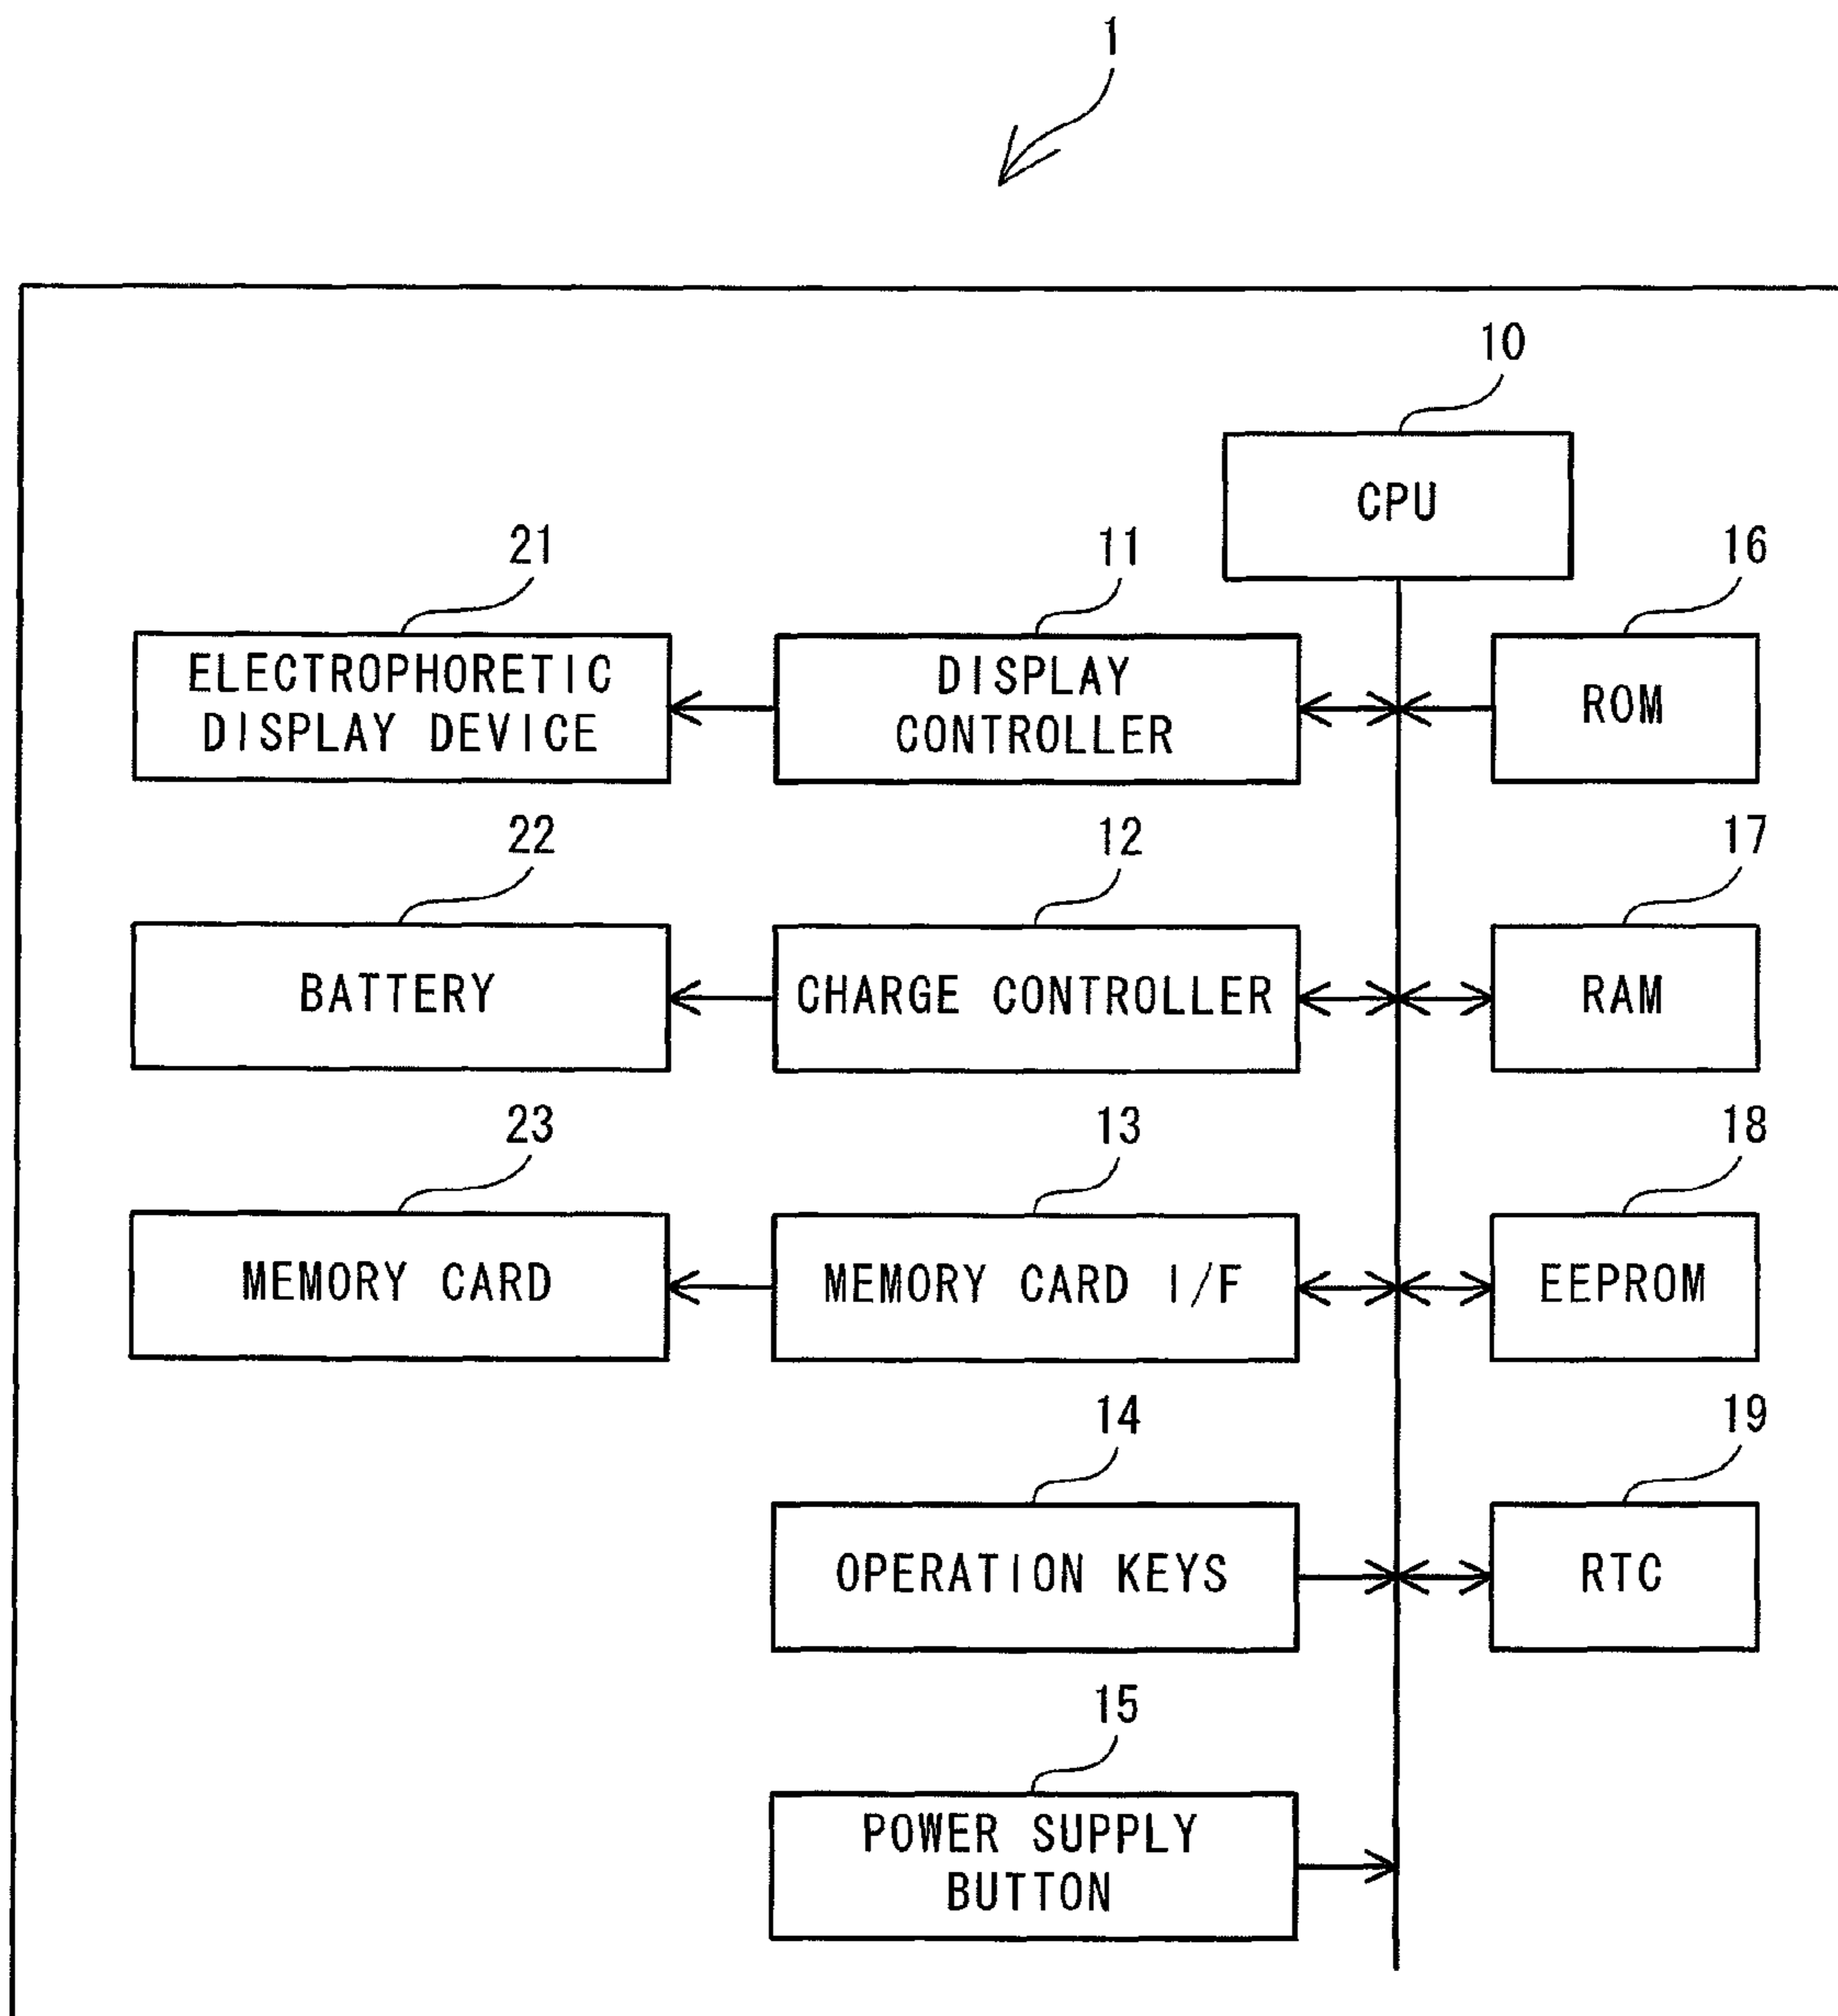 1
10
CPU
21
11
16
ELECTROPHORETIC
DISPLAY DEVICE
DISPLAY
CONTROLLER
ROM
22
12
17
BATTERY
CHARGE CONTROLLER
RAM
23
13
18
MEMORY CARD
MEMORY CARD I/F
EEPROM
14
19
OPERATION KEYS
RTC
15
POWER SUPPLY
BUTTON